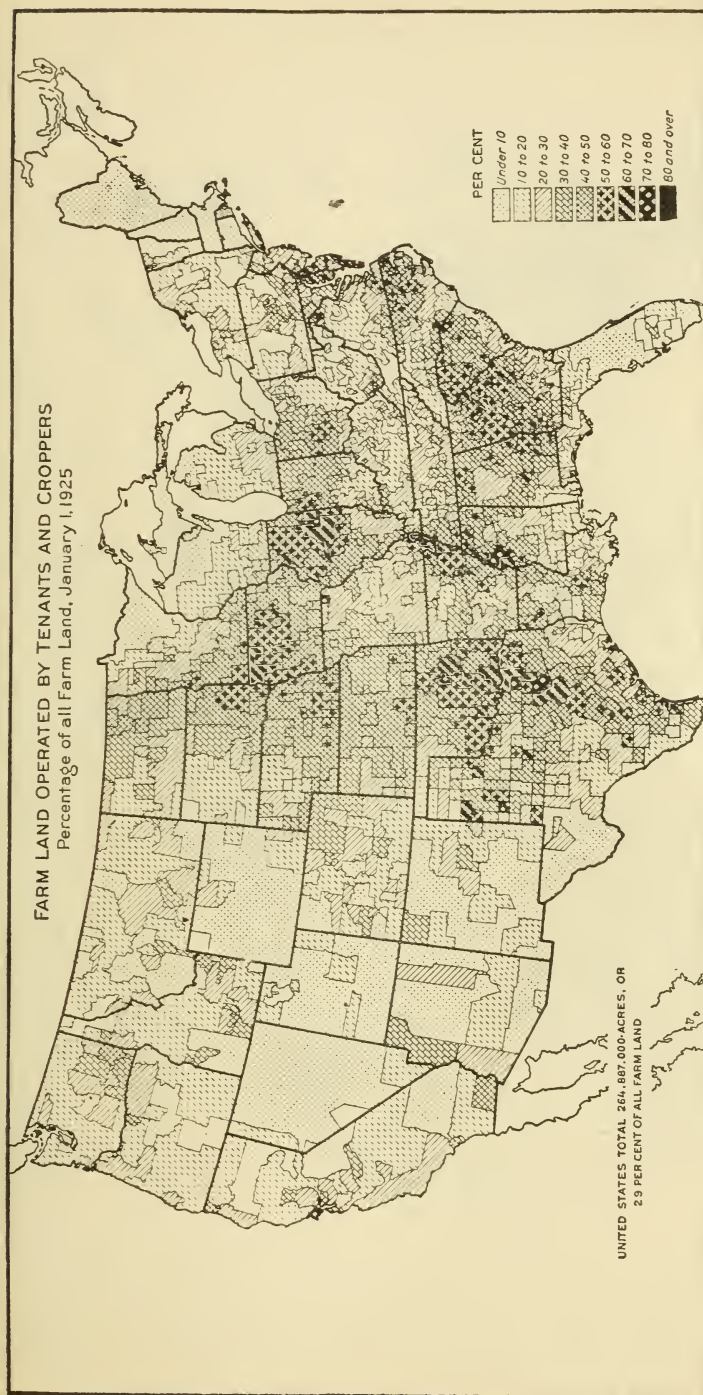 FARM LAND OPERATED BY TENANTS AND CROPPERS
Percentage of all Farm Land, January 1, 1925
PER CENT
Under 10
10 to 20
20 to 30
30 to 40
40 to 50
50 to 60
60 to 70
70 to 80
80 and over
UNITED STATES TOTAL 264,887,000 ACRES, OR
29 PER CENT OF ALL FARM LAND